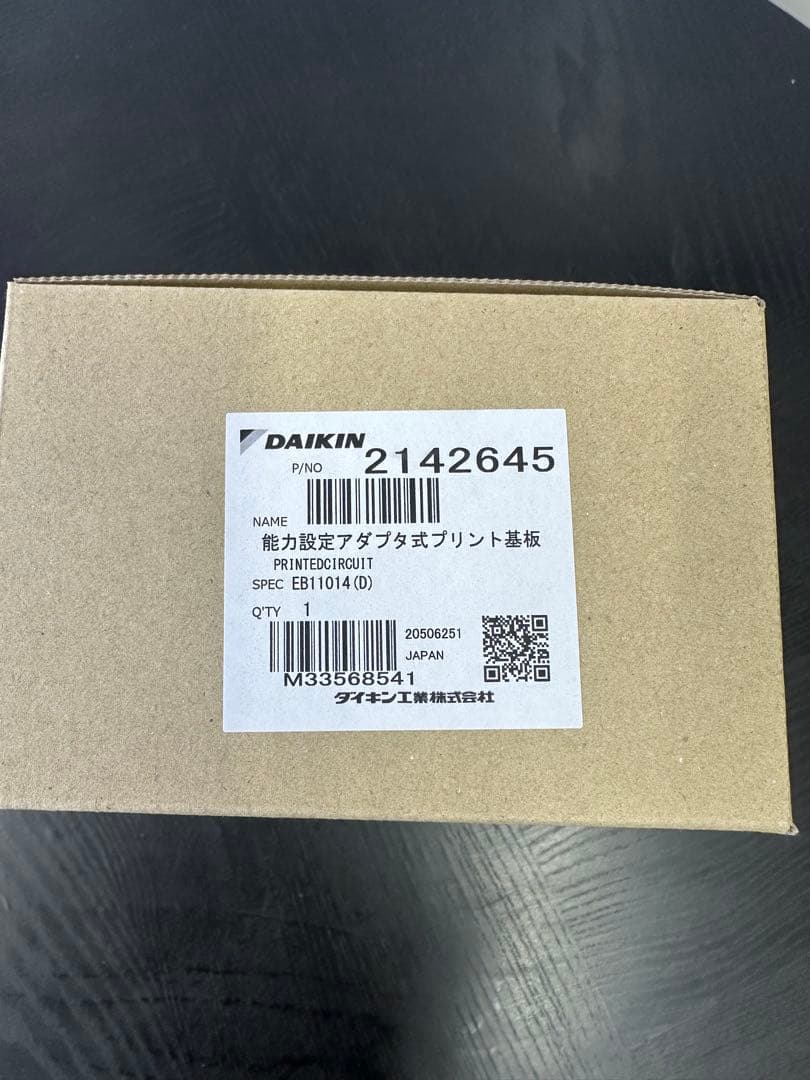 DAIKIN
P/NO 2142645
NAME
能力設定アダプタ式プリント基板
PRINTEDCIRCUIT
SPEC EB11014(D)
Q'TY 1
20506251
JAPAN
M33568541
ダイキン工業株式会社